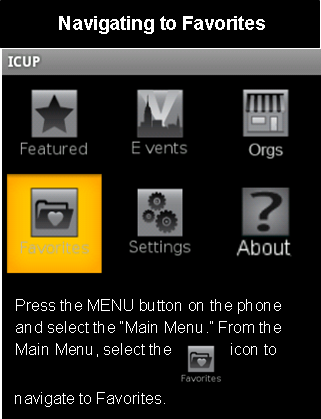 Navigating to Favorites
ICUP
Featured Events Orgs
Favorites Settings About
Press the MENU button on the phone
and select the "Main Menu." From the
Main Menu, select the icon to
Favorites
navigate to Favorites.